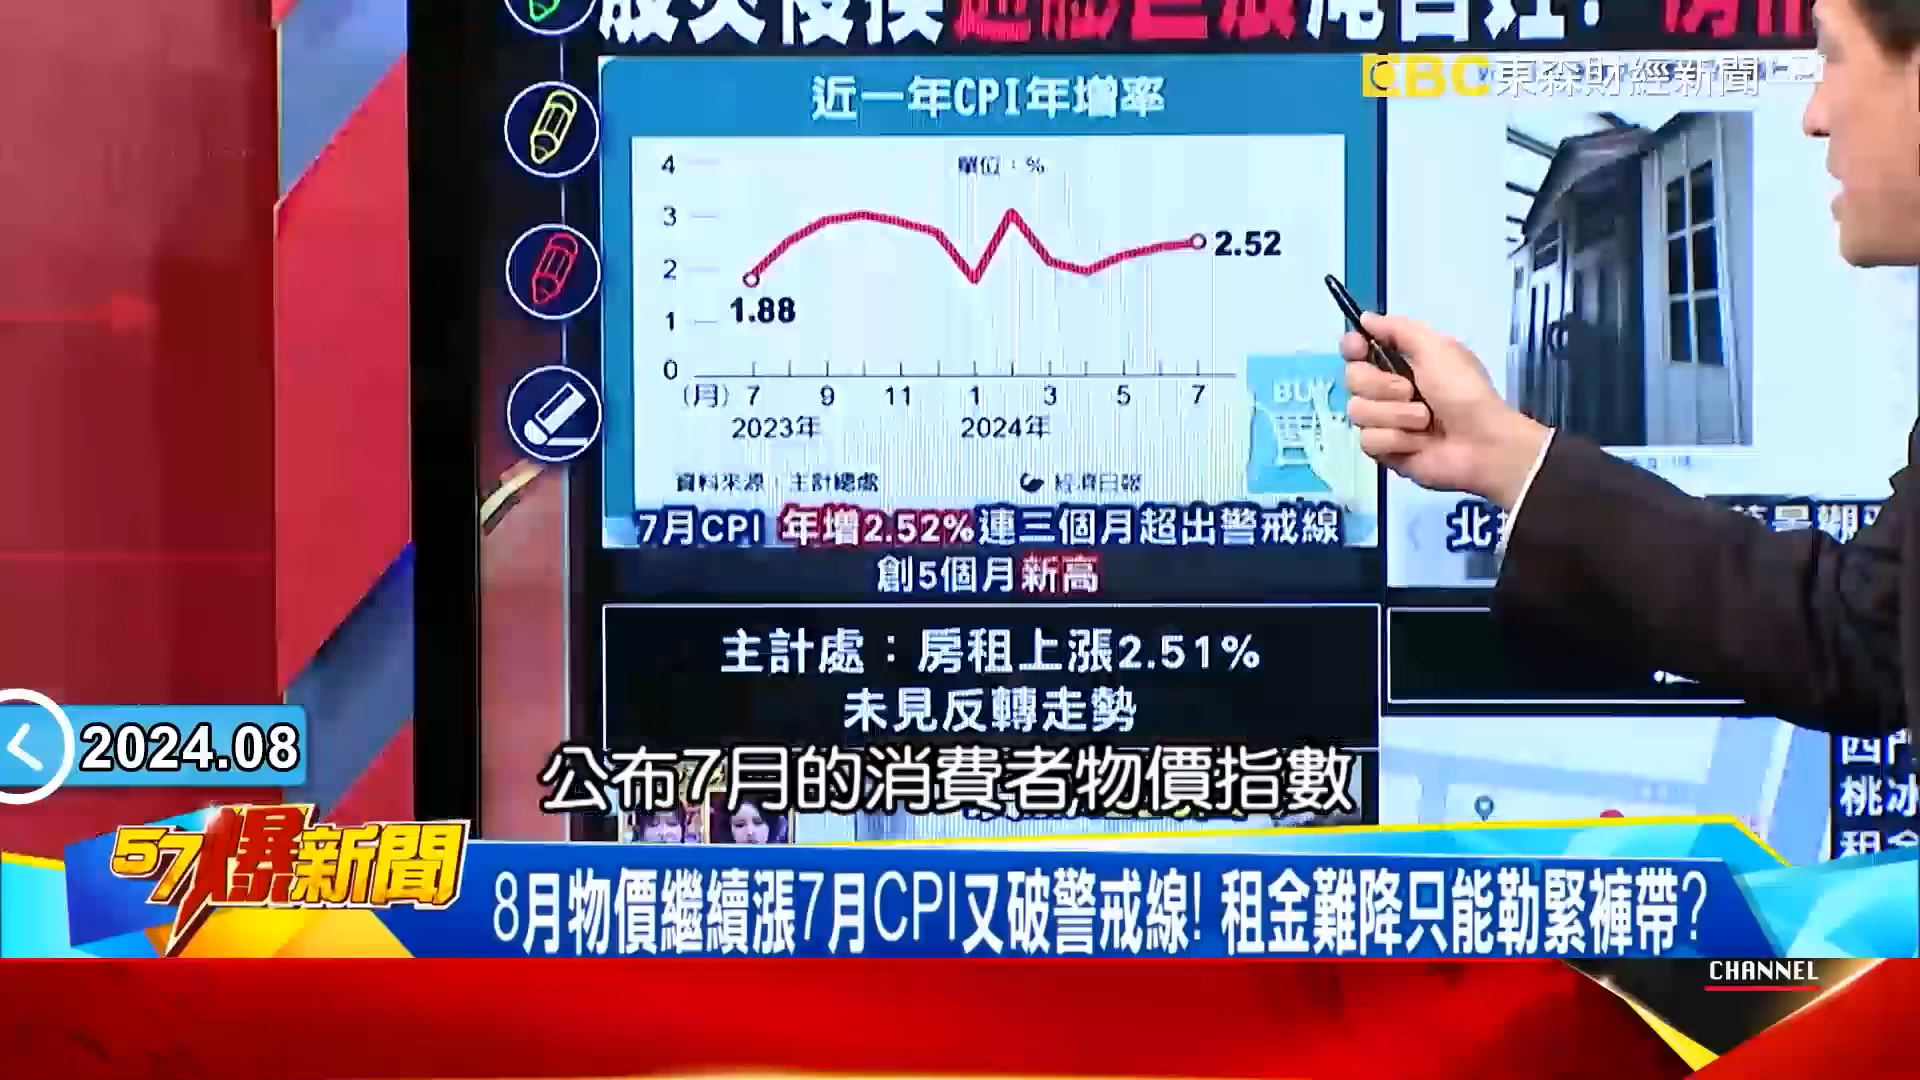 EBC 東森財經新聞
近一年CPI年增率
單位：%
4
3
2
1
0
1.88
2.52
(月) 7 9 11 1 3 5 7
2023年 2024年
資料來源：主計總處 經濟日報
BUY
7月CPI 年增2.52%連三個月超出警戒線
創5個月新高
主計處：房租上漲2.51%
未見反轉走勢
北
2024.08
公布7月的消費者物價指數
桃冰
租金
57爆新聞
8月物價繼續漲7月CPI又破警戒線! 租金難降只能勒緊褲帶?
CHANNEL